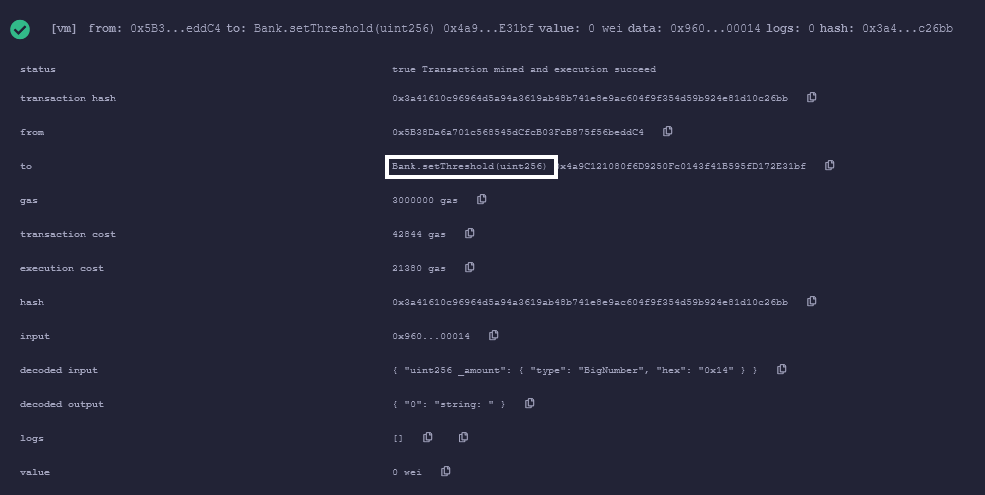 [vm] from: 0x5B3...eddC4 to: Bank.setThreshold(uint256) 0x4a9...E31bf value: 0 wei data: 0x960...00014 logs: 0 hash: 0x3a4...c26bb
status true Transaction mined and execution succeed
transaction hash 0x3a41610c96964d5a94a3619ab48b741e8e9ac604f9f354d59b924e81d10c26bb
from 0x5B38Da6a701c568545dCfcB03FcB875f56beddC4
to Bank.setThreshold(uint256) 0x4a9C121080f6D9250Fc0143f41B595fD172E31bf
gas 3000000 gas
transaction cost 42844 gas
execution cost 21380 gas
hash 0x3a41610c96964d5a94a3619ab48b741e8e9ac604f9f354d59b924e81d10c26bb
input 0x960...00014
decoded input { "uint256 _amount": { "type": "BigNumber", "hex": "0x14" } }
decoded output { "0": "string: " }
logs []
value 0 wei